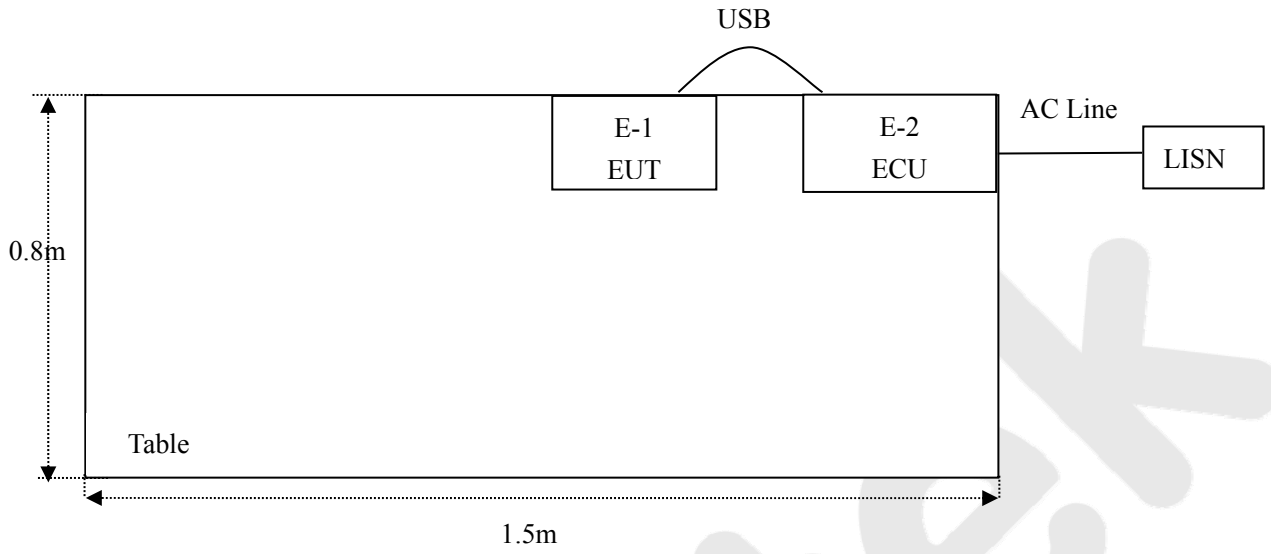 USB
E-1
EUT
E-2
ECU
AC Line
LISN
0.8m
Table
1.5m